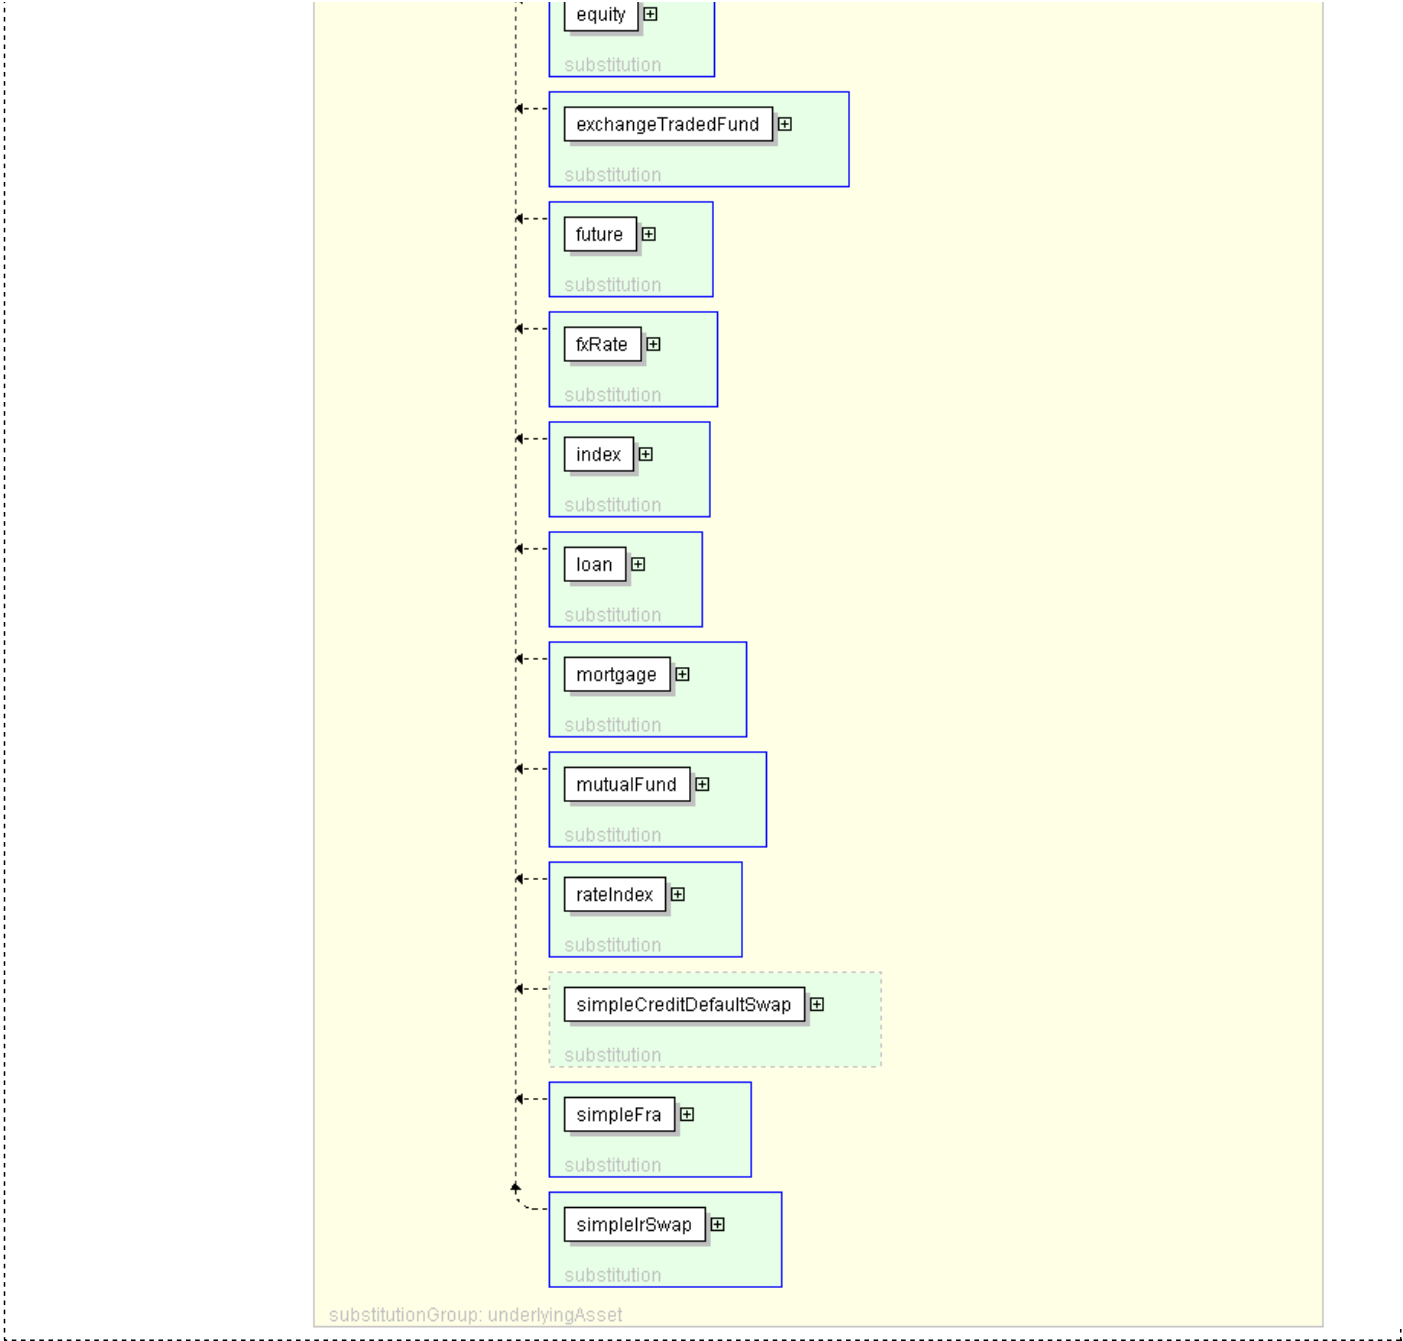 equity
substitution
exchangeTradedFund
substitution
future
substitution
fxRate
substitution
index
substitution
loan
substitution
mortgage
substitution
mutualFund
substitution
rateIndex
substitution
simpleCreditDefaultSwap
substitution
simpleFra
substitution
simpleIrSwap
substitution
substitutionGroup: underlyingAsset